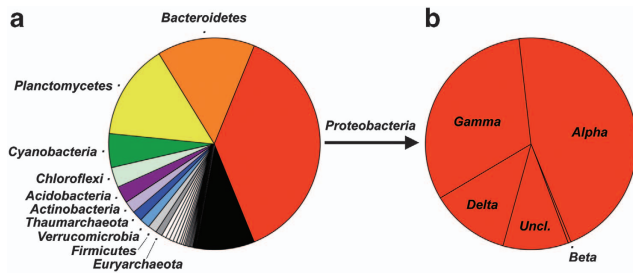 a
b
Bacteroidetes
Planctomycetes
Proteobacteria
Gamma
Alpha
Cyanobacteria
Chloroflexi
Acidobacteria
Actinobacteria
Thaumarchaeota
Verrucomicrobia
Firmicutes
Euryarchaeota
Delta
Uncl.
Beta